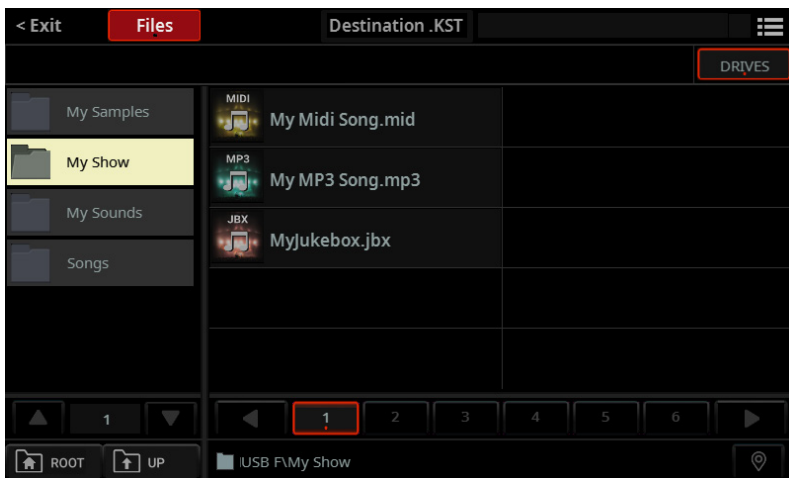 < Exit
Files
Destination .KST
DRIVES
My Samples
My Show
My Sounds
Songs
MIDI
My Midi Song.mid
MP3
My MP3 Song.mp3
JBX
MyJukebox.jbx
1
1 2 3 4 5 6
ROOT
UP
USB F\My Show